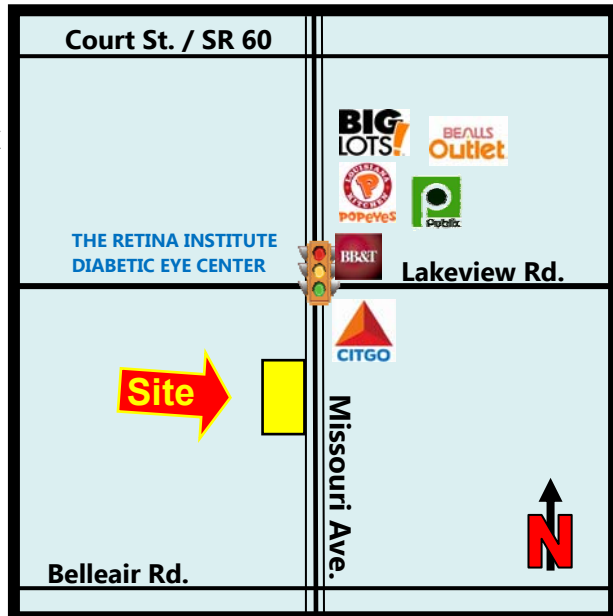 Court St. / SR 60
BIG
LOTS!
BEALLS
Outlet
LOUISIANA
KITCHEN
POPEYES
Publix
THE RETINA INSTITUTE
DIABETIC EYE CENTER
BB&T
Lakeview Rd.
CITGO
Site
Missouri Ave.
N
Belleair Rd.